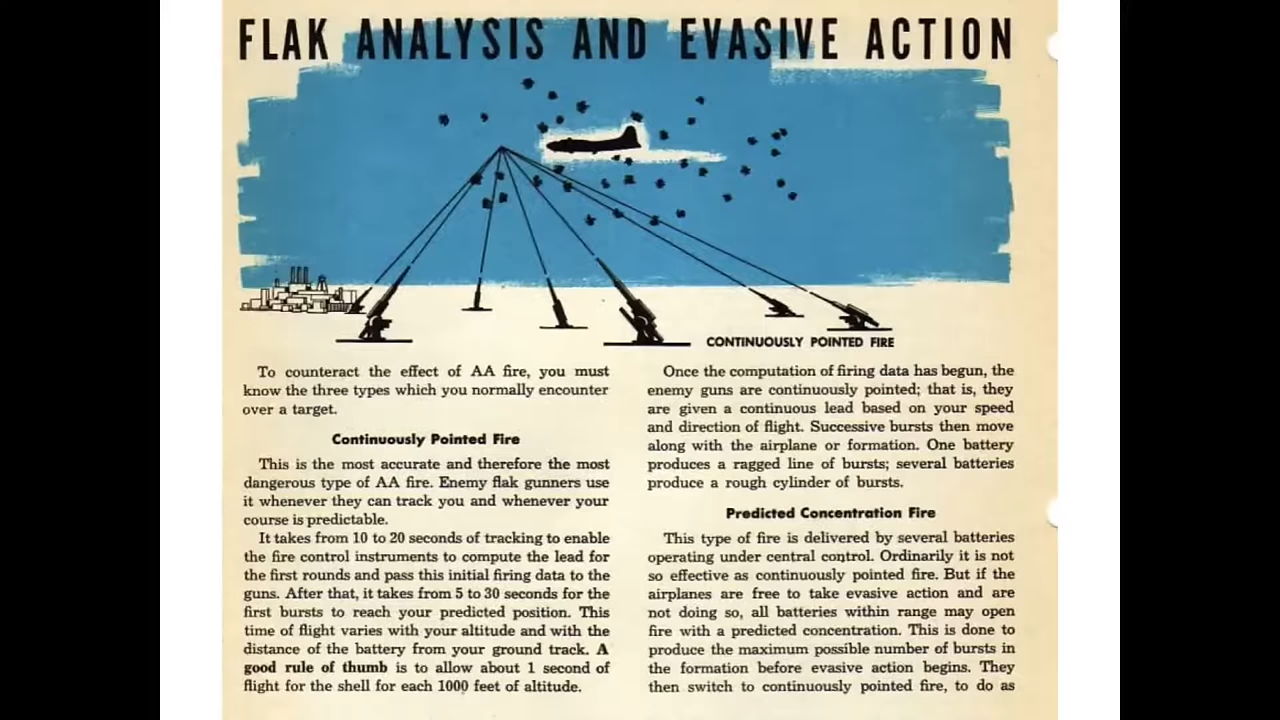 FLAK ANALYSIS AND EVASIVE ACTION
CONTINUOUSLY POINTED FIRE
To counteract the effect of AA fire, you must
know the three types which you normally encounter
over a target.
Continuously Pointed Fire
This is the most accurate and therefore the most
dangerous type of AA fire. Enemy flak gunners use
it whenever they can track you and whenever your
course is predictable.
It takes from 10 to 20 seconds of tracking to enable
the fire control instruments to compute the lead for
the first rounds and pass this initial firing data to the
guns. After that, it takes from 5 to 30 seconds for the
first bursts to reach your predicted position. This
time of flight varies with your altitude and with the
distance of the battery from your ground track. A
good rule of thumb is to allow about 1 second of
flight for the shell for each 1000 feet of altitude.
Once the computation of firing data has begun, the
enemy guns are continuously pointed; that is, they
are given a continuous lead based on your speed
and direction of flight. Successive bursts then move
along with the airplane or formation. One battery
produces a ragged line of bursts; several batteries
produce a rough cylinder of bursts.
Predicted Concentration Fire
This type of fire is delivered by several batteries
operating under central control. Ordinarily it is not
so effective as continuously pointed fire. But if the
airplanes are free to take evasive action and are
not doing so, all batteries within range may open
fire with a predicted concentration. This is done to
produce the maximum possible number of bursts in
the formation before evasive action begins. They
then switch to continuously pointed fire, to do as